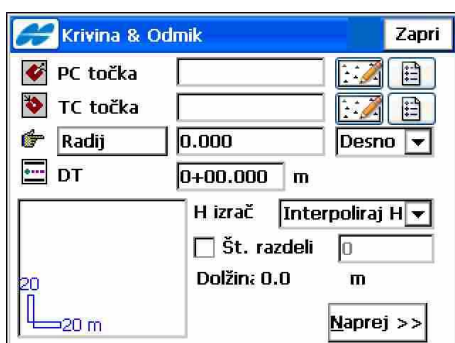 Krivina & Odmik Zapri
PC točka
TC točka
Radij 0.000 Desno
DT 0+00.000 m
H izrač Interpoliraj H
Št. razdeli 0
Dolžin: 0.0 m
20
20 m
Naprej >>